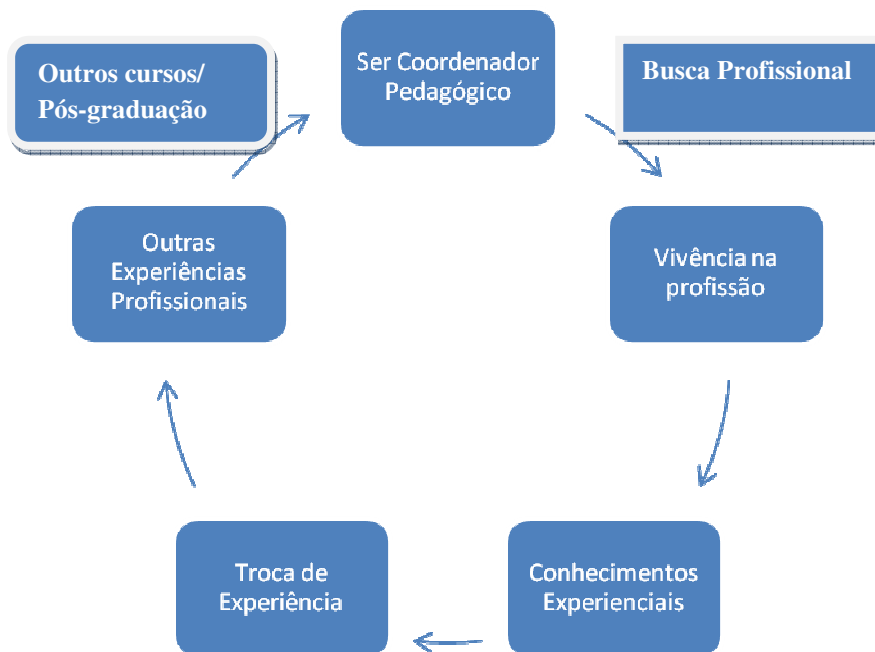 Outros cursos/
Pós-graduação
Ser Coordenador
Pedagógico
Busca Profissional
Outras
Experiências
Profissionais
Vivência na
profissão
Troca de
Experiência
Conhecimentos
Experienciais